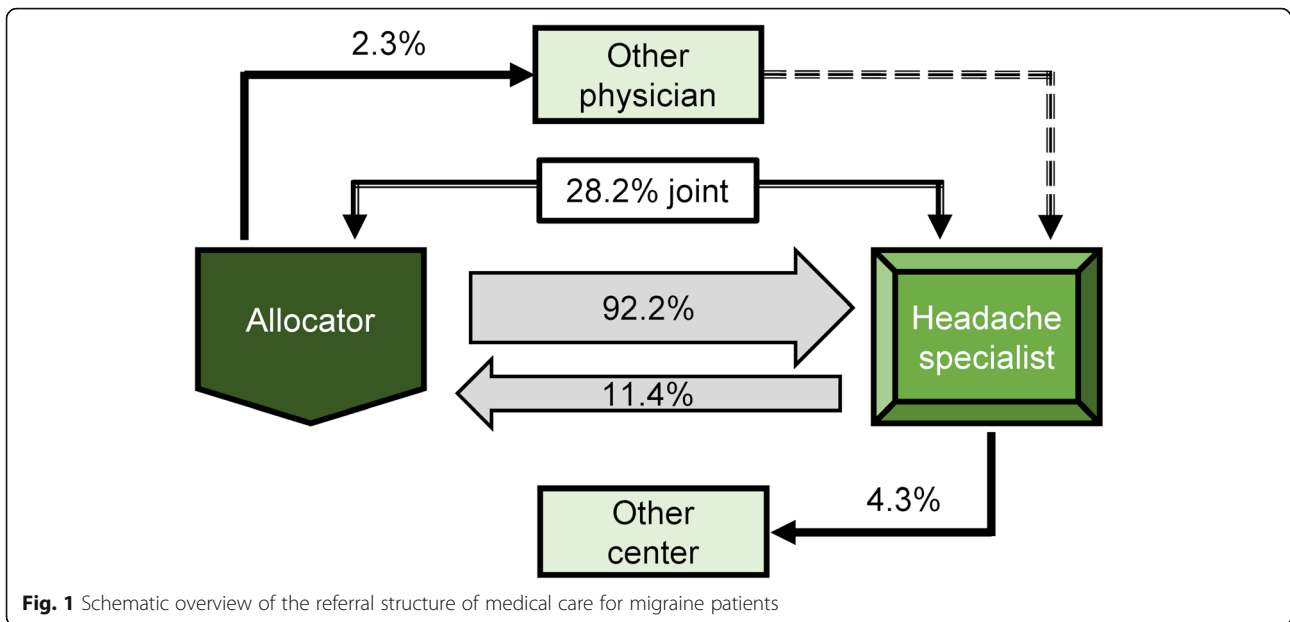 2.3%
Other
physician
28.2% joint
Allocator
92.2%
Headache
specialist
11.4%
4.3%
Other
center
Fig. 1 Schematic overview of the referral structure of medical care for migraine patients